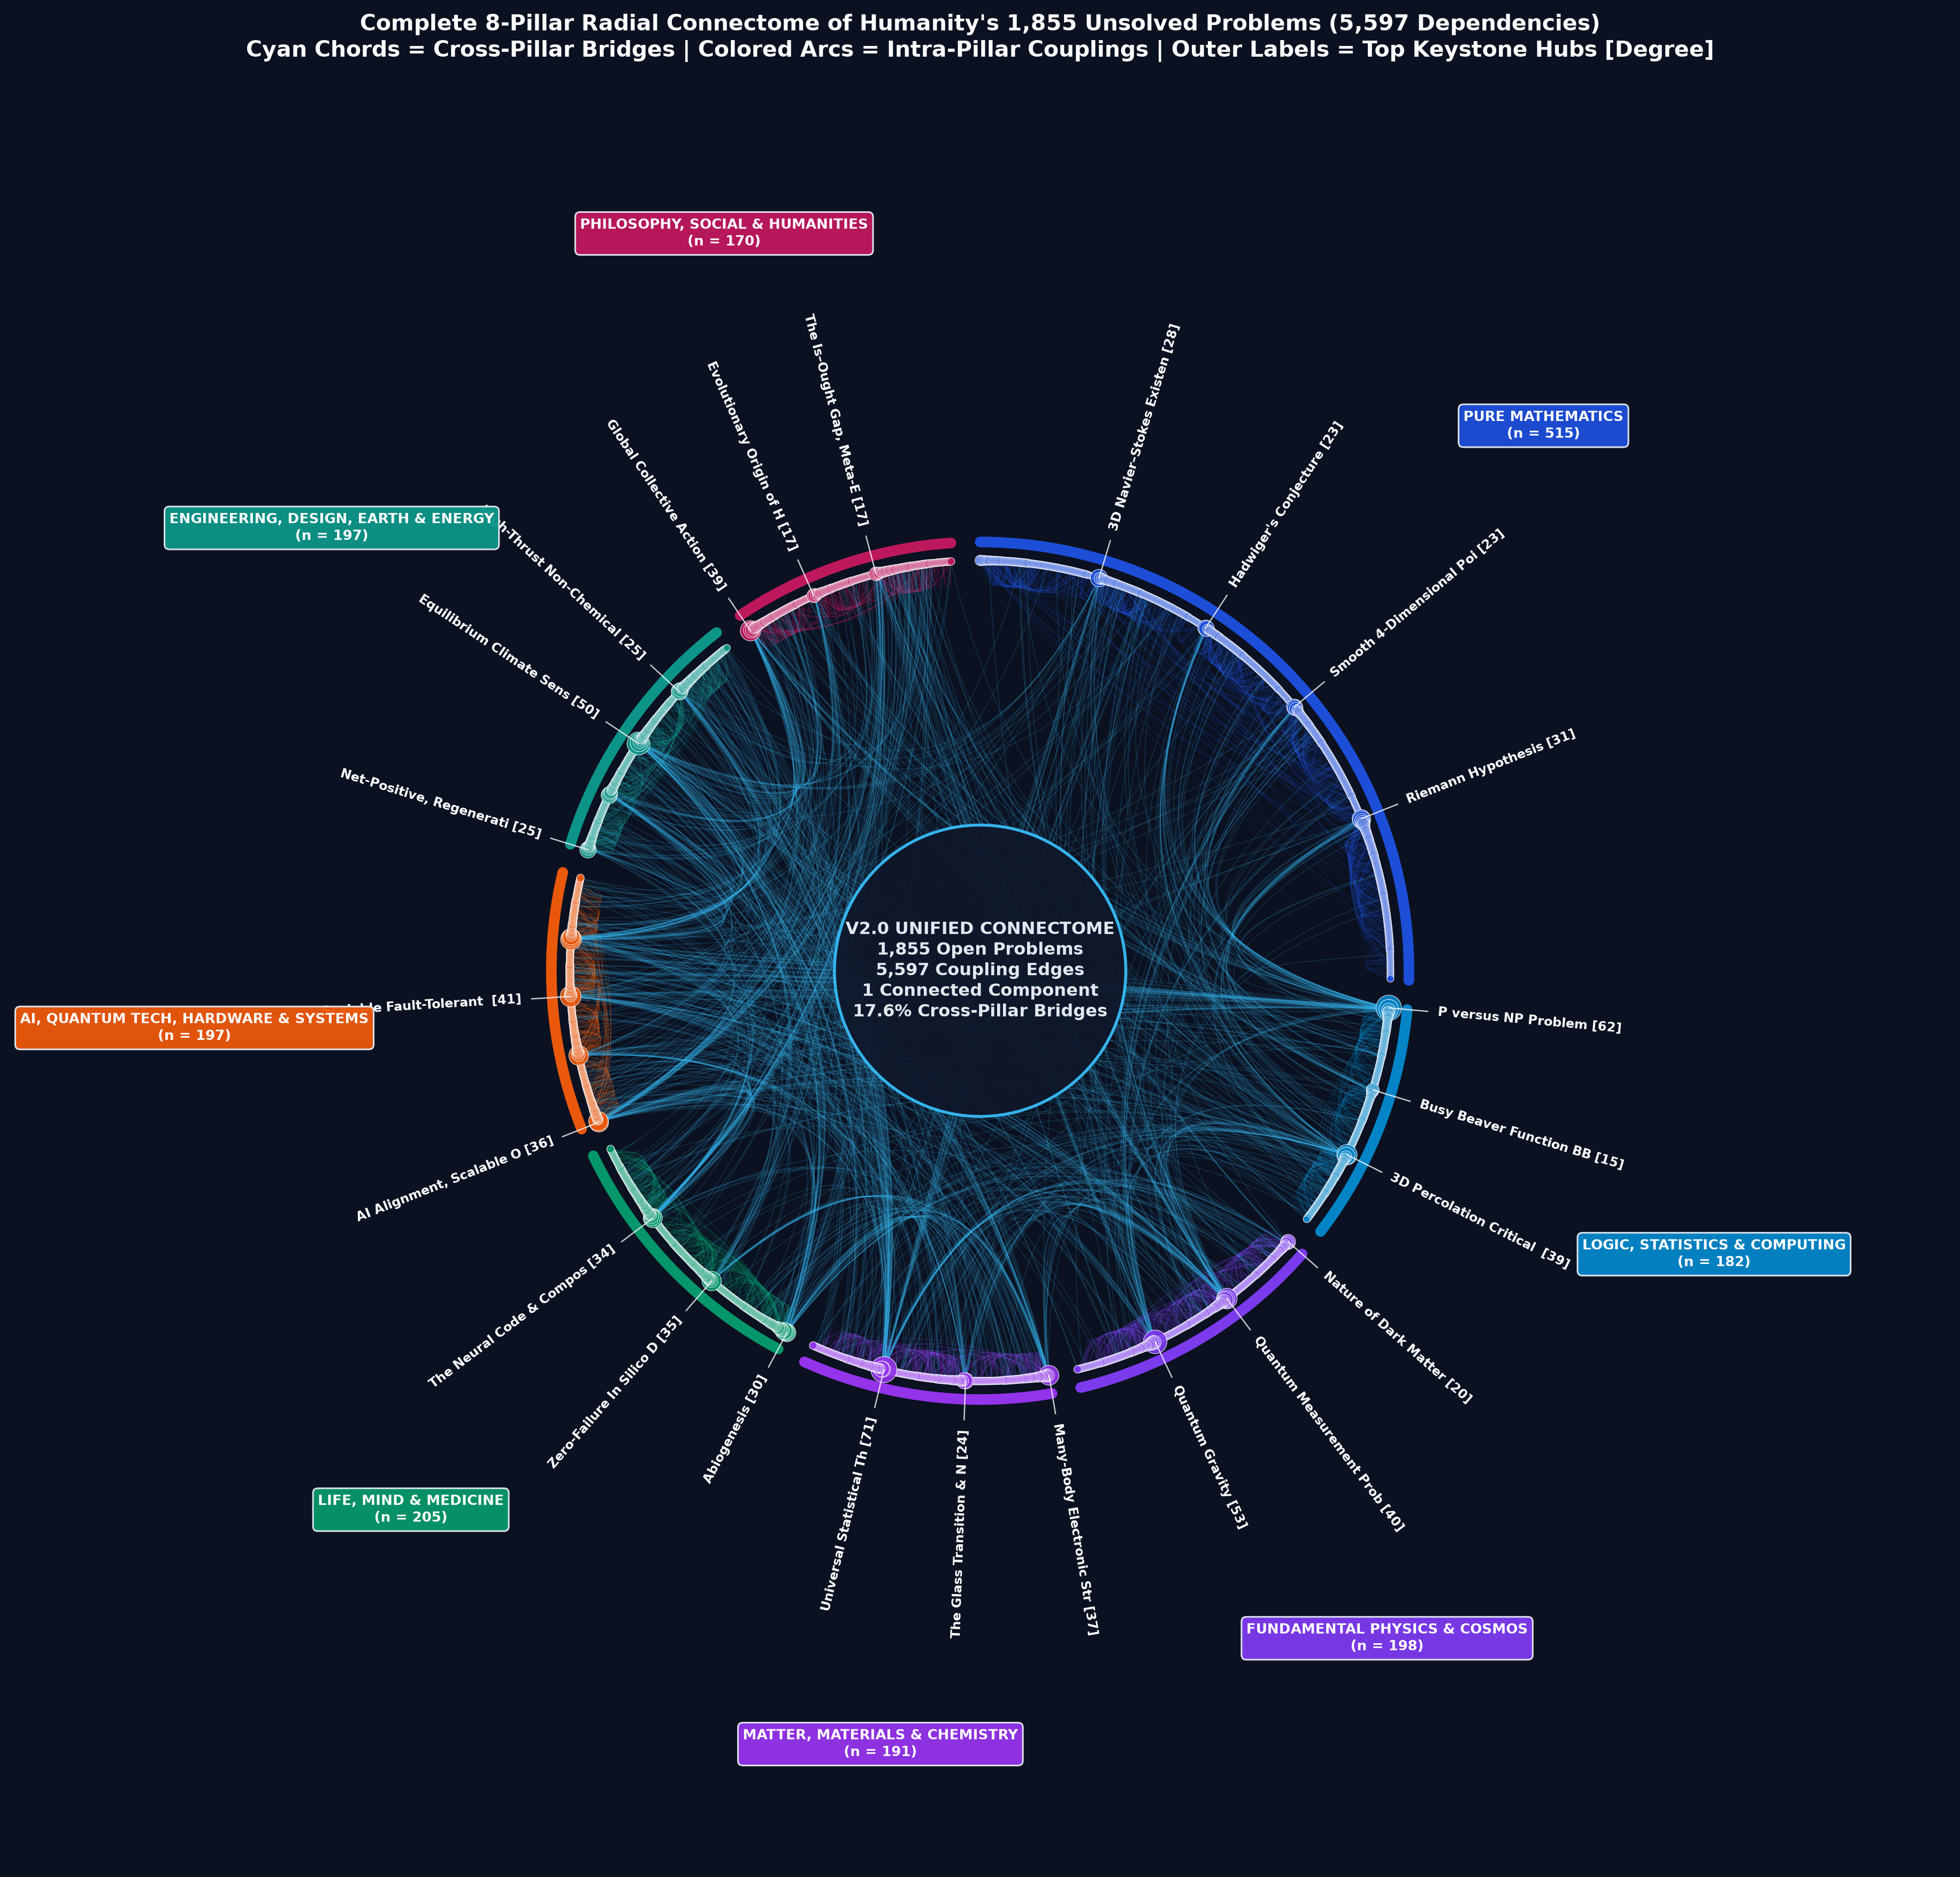 Complete 8-Pillar Radial Connectome of Humanity's 1,855 Unsolved Problems (5,597 Dependencies)
Cyan Chords = Cross-Pillar Bridges | Colored Arcs = Intra-Pillar Couplings | Outer Labels = Top Keystone Hubs [Degree]
PHILOSOPHY, SOCIAL & HUMANITIES
(n = 170)
The Is-Ought Gap, Meta-E [17]
Evolutionary Origin of H [17]
Global Collective Action [39]
3D Navier-Stokes Existen [28]
Hadwiger's Conjecture [23]
PURE MATHEMATICS
(n = 515)
Smooth 4-Dimensional Poi [23]
Riemann Hypothesis [31]
ENGINEERING, DESIGN, EARTH & ENERGY
(n = 197)
Non-Chemical [25]
Equilibrium Climate Sens [50]
Net-Positive, Regenerati [25]
V2.0 UNIFIED CONNECTOME
1,855 Open Problems
5,597 Coupling Edges
1 Connected Component
17.6% Cross-Pillar Bridges
Fault-Tolerant [41]
AI, QUANTUM TECH, HARDWARE & SYSTEMS
(n = 197)
AI Alignment, Scalable O [36]
P versus NP Problem [62]
Busy Beaver Function BB [15]
3D Percolation Critical [39]
LOGIC, STATISTICS & COMPUTING
(n = 182)
The Neural Code & Compos [34]
Zero-Failure In Silico D [35]
Abiogenesis [30]
LIFE, MIND & MEDICINE
(n = 205)
Universal Statistical Th [71]
The Glass Transition & N [24]
Many-Body Electronic Str [37]
MATTER, MATERIALS & CHEMISTRY
(n = 191)
Quantum Gravity [53]
Quantum Measurement Prob [40]
Nature of Dark Matter [20]
FUNDAMENTAL PHYSICS & COSMOS
(n = 198)